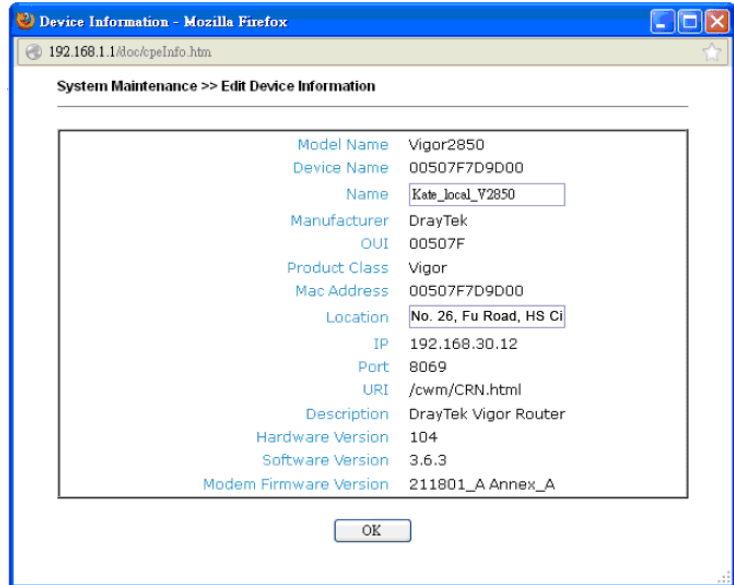 Device Information - Mozilla Firefox
192.168.1.1/doc/cpeInfo.htm
System Maintenance >> Edit Device Information
Model Name Vigor2850
Device Name 00507F7D9D00
Name Kate_local_V2850
Manufacturer DrayTek
OUI 00507F
Product Class Vigor
Mac Address 00507F7D9D00
Location No. 26, Fu Road, HS Ci
IP 192.168.30.12
Port 8069
URI /cwm/CRN.html
Description DrayTek Vigor Router
Hardware Version 104
Software Version 3.6.3
Modem Firmware Version 211801_A Annex_A
OK